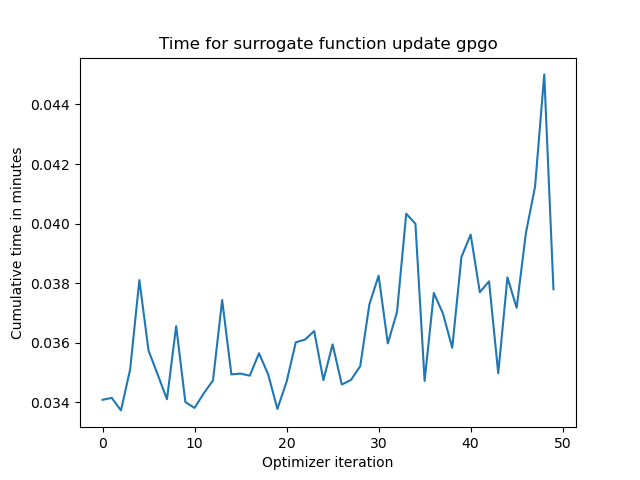 Time for surrogate function update gpgo
Cumulative time in minutes
0.044
0.042
0.040
0.038
0.036
0.034
0 10 20 30 40 50
Optimizer iteration